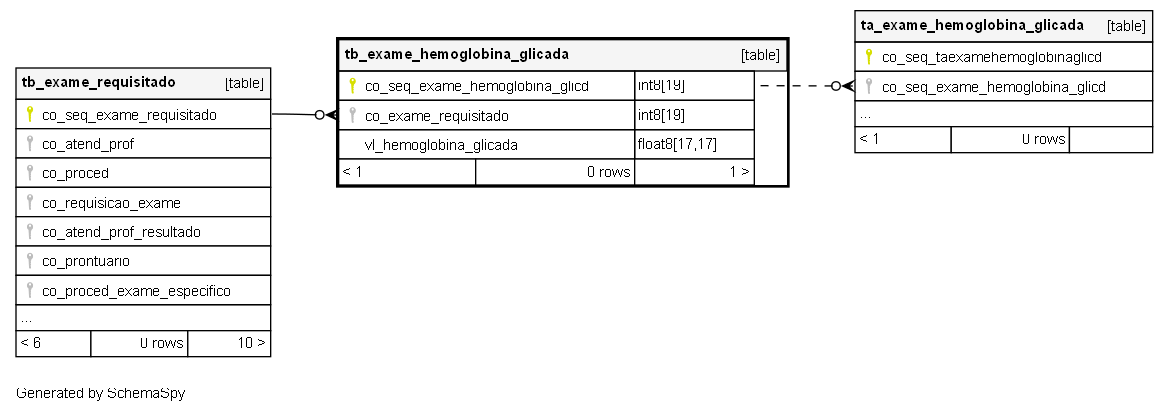 tb_exame_requisitado [table]
co_seq_exame_requisitado
co_atend_prof
co_proced
co_requisicao_exame
co_atend_prof_resultado
co_prontuario
co_proced_exame_especifico
...
< 6 0 rows 10 >
tb_exame_hemoglobina_glicada [table]
co_seq_exame_hemoglobina_glicd int8[19]
co_exame_requisitado int8[19]
vl_hemoglobina_glicada float8[17,17]
< 1 0 rows 1 >
ta_exame_hemoglobina_glicada [table]
co_seq_taexamehemoglobinaglicd
co_seq_exame_hemoglobina_glicd
...
< 1 0 rows
Generated by SchemaSpy